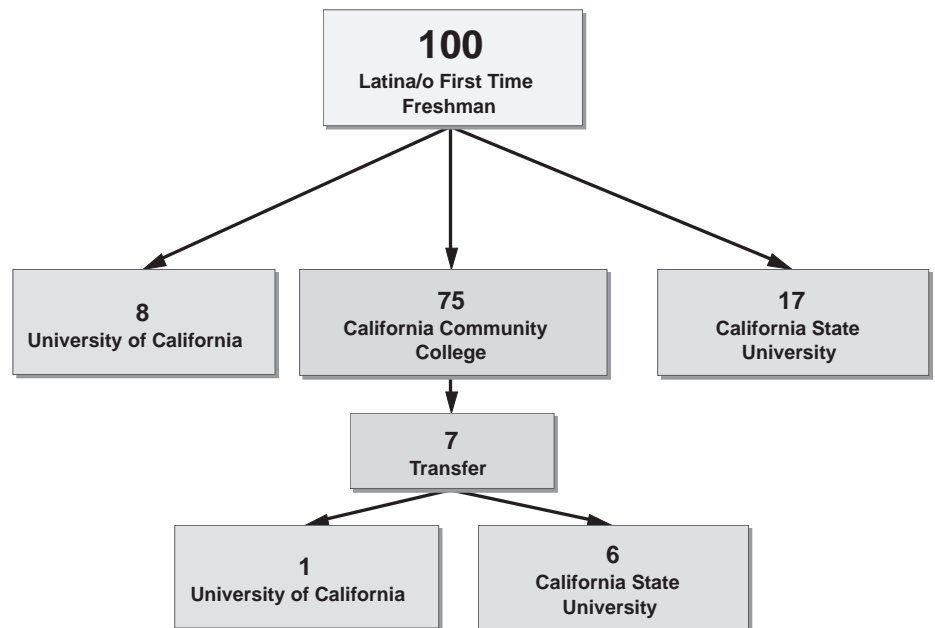 100
Latina/o First Time
Freshman
8
University of California
75
California Community
College
17
California State
University
7
Transfer
1
University of California
6
California State
University